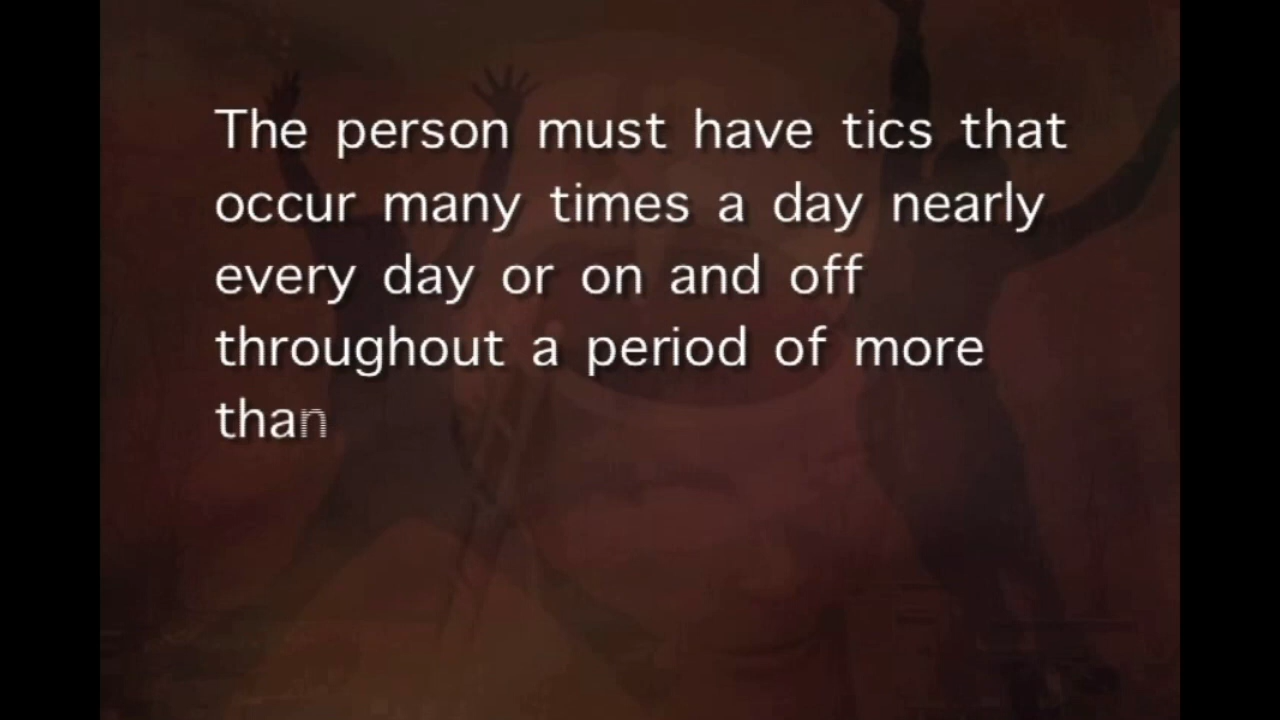 The person must have tics that
occur many times a day nearly
every day or on and off
throughout a period of more
than